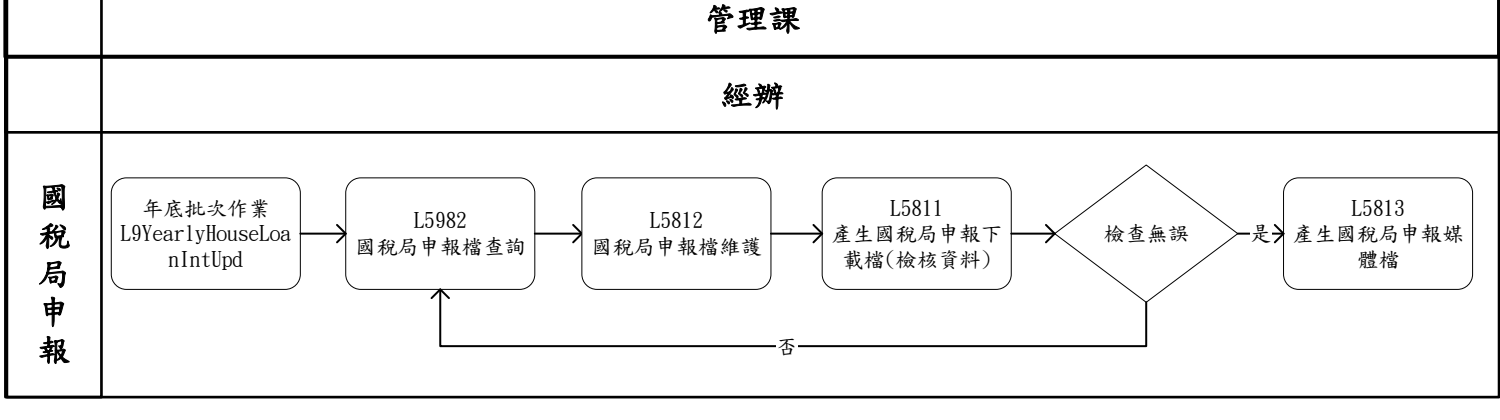 管理課
經辦
國稅局申報
年底批次作業
L9YearlyHouseLoa
nIntUpd
L5982
國稅局申報檔查詢
L5812
國稅局申報檔維護
L5811
產生國稅局申報下
載檔(檢核資料)
檢查無誤
是
L5813
產生國稅局申報媒
體檔
否